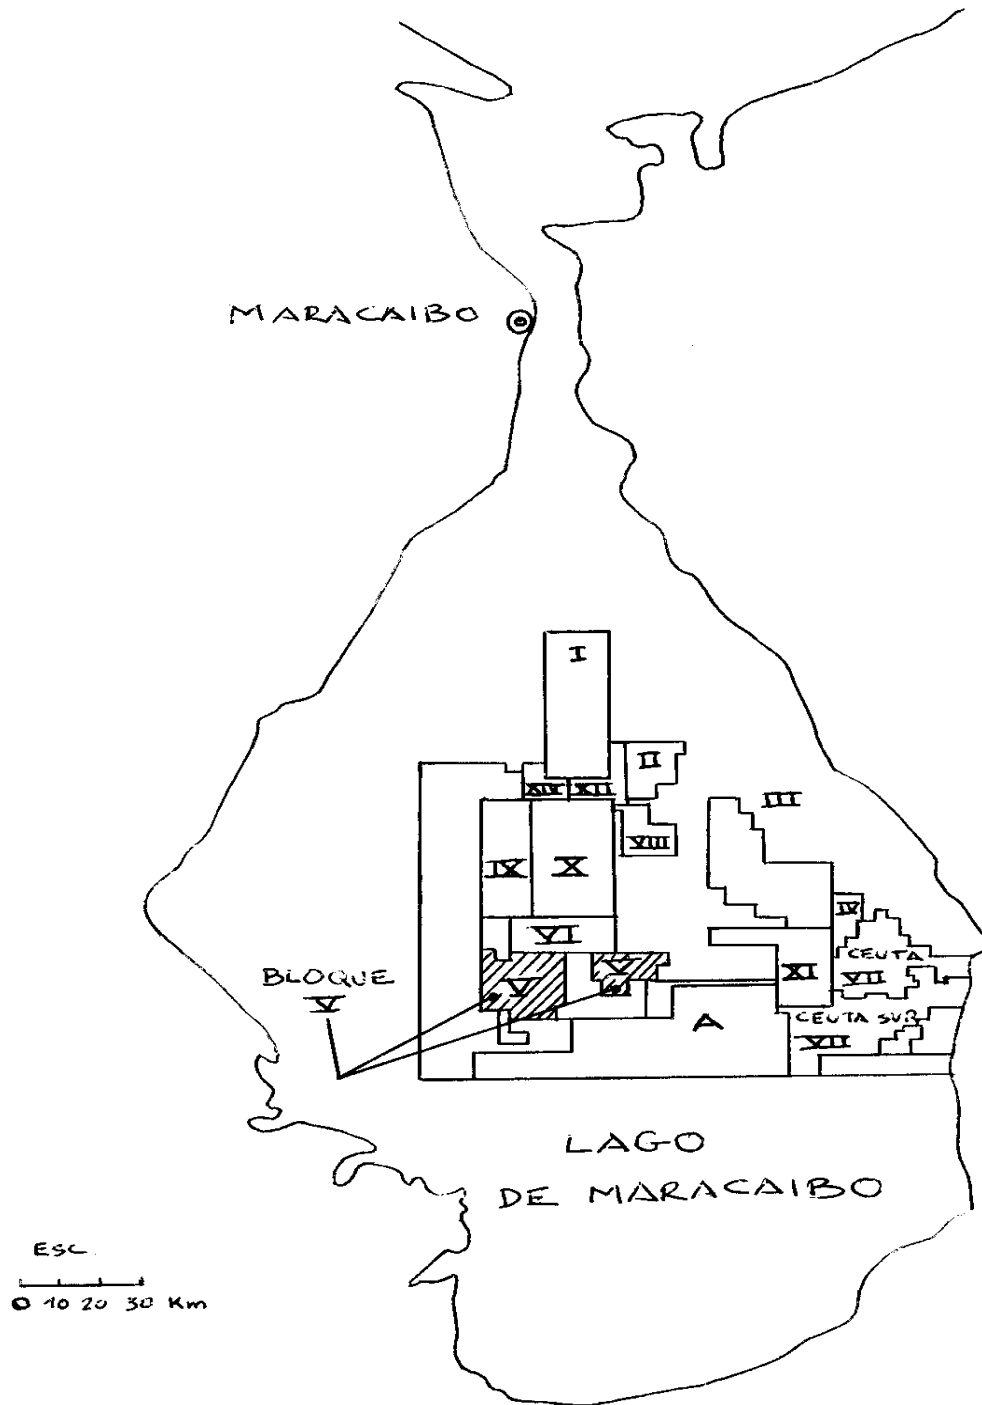 MARACAIBO
I
II
XIV XII
III
VIII
IX X
IV
VI
CEUTA
V V
XI VII
BLOQUE
V
CEUTA SUR
A
VII
LAGO
DE MARACAIBO
ESC.
0 10 20 30 Km